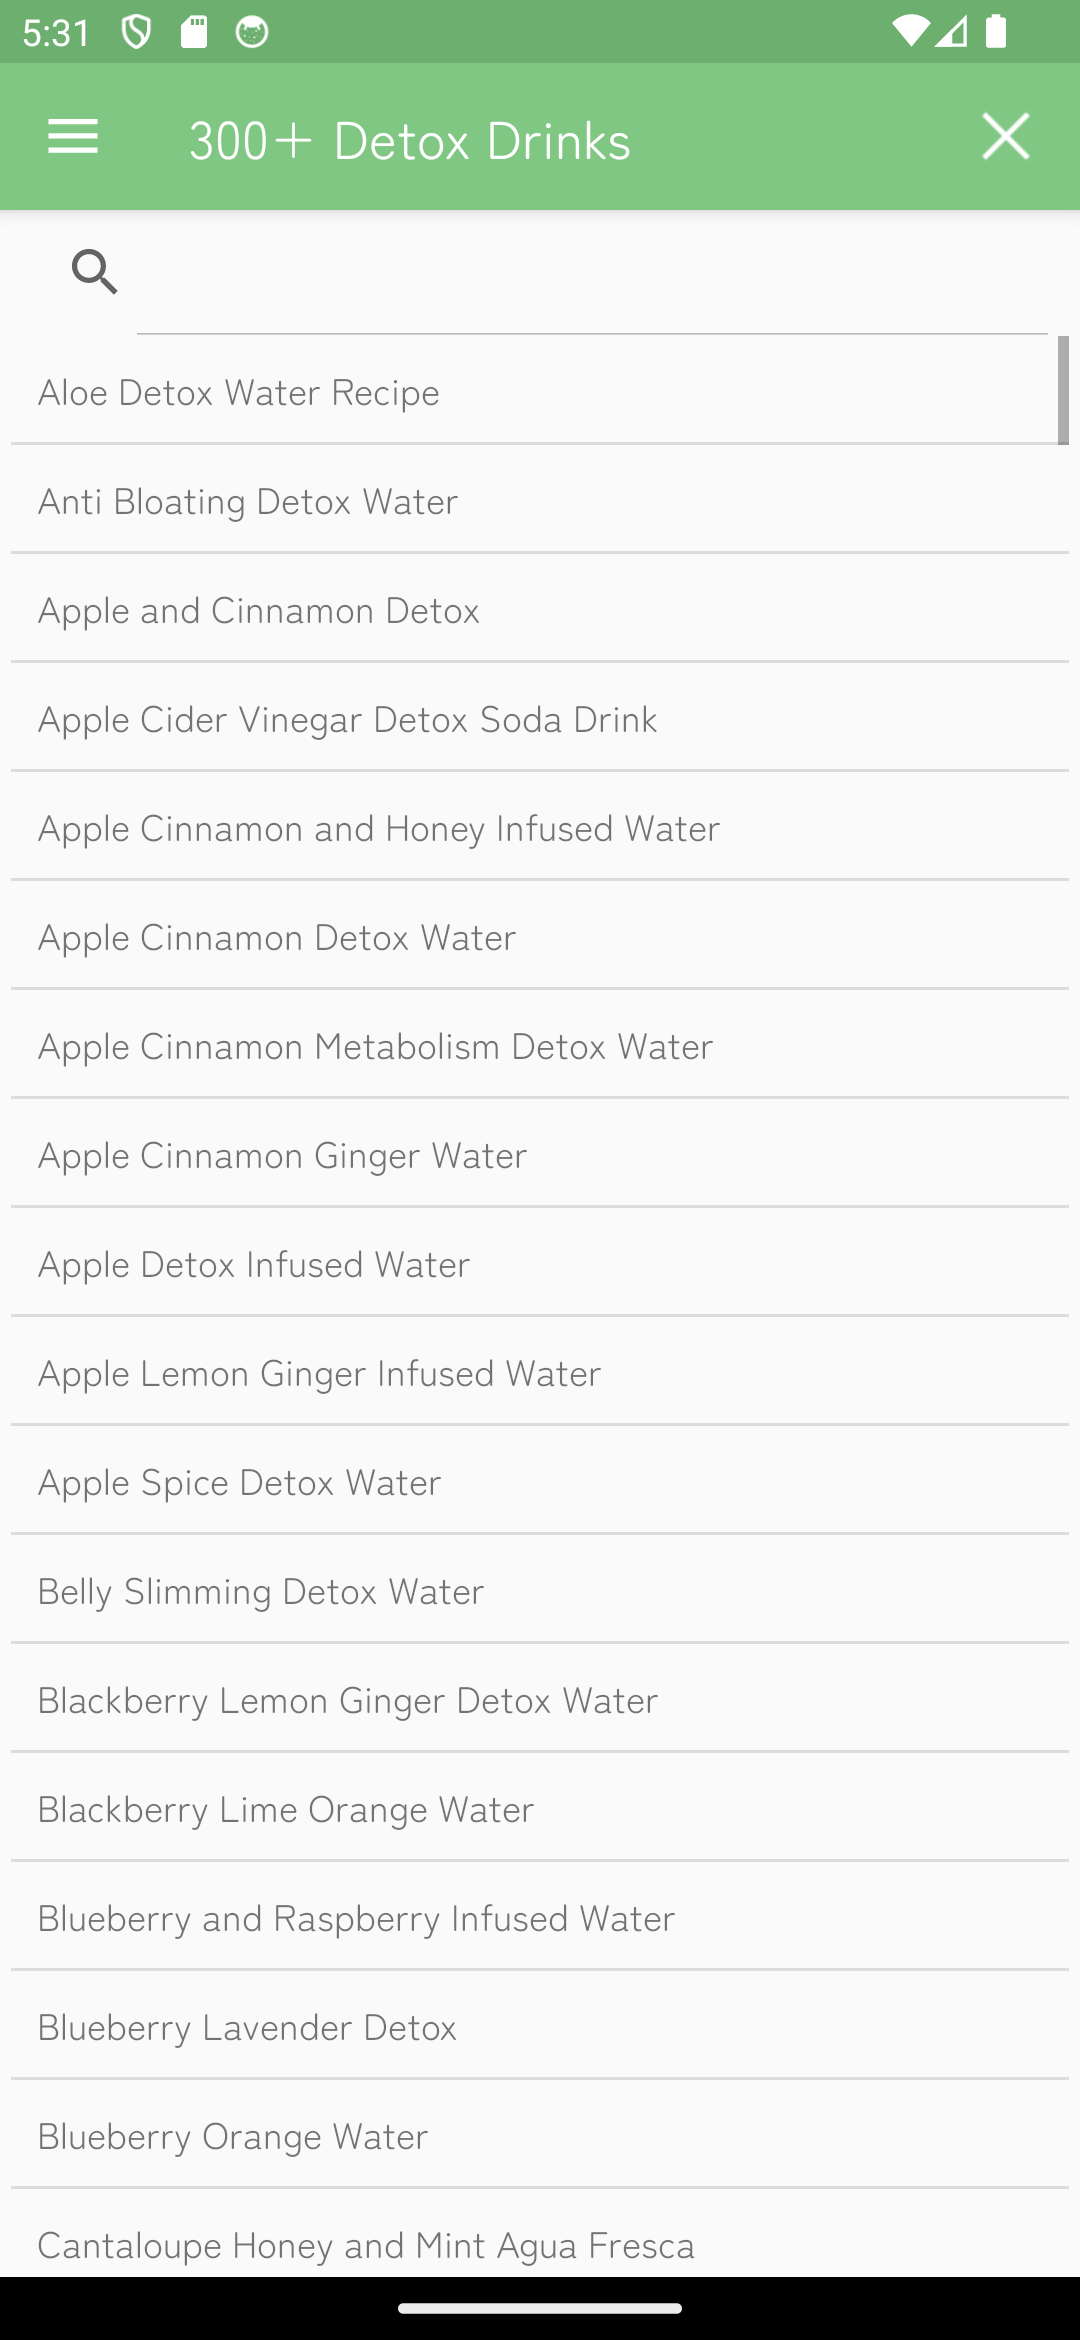 5:31
300+ Detox Drinks
Aloe Detox Water Recipe
Anti Bloating Detox Water
Apple and Cinnamon Detox
Apple Cider Vinegar Detox Soda Drink
Apple Cinnamon and Honey Infused Water
Apple Cinnamon Detox Water
Apple Cinnamon Metabolism Detox Water
Apple Cinnamon Ginger Water
Apple Detox Infused Water
Apple Lemon Ginger Infused Water
Apple Spice Detox Water
Belly Slimming Detox Water
Blackberry Lemon Ginger Detox Water
Blackberry Lime Orange Water
Blueberry and Raspberry Infused Water
Blueberry Lavender Detox
Blueberry Orange Water
Cantaloupe Honey and Mint Agua Fresca